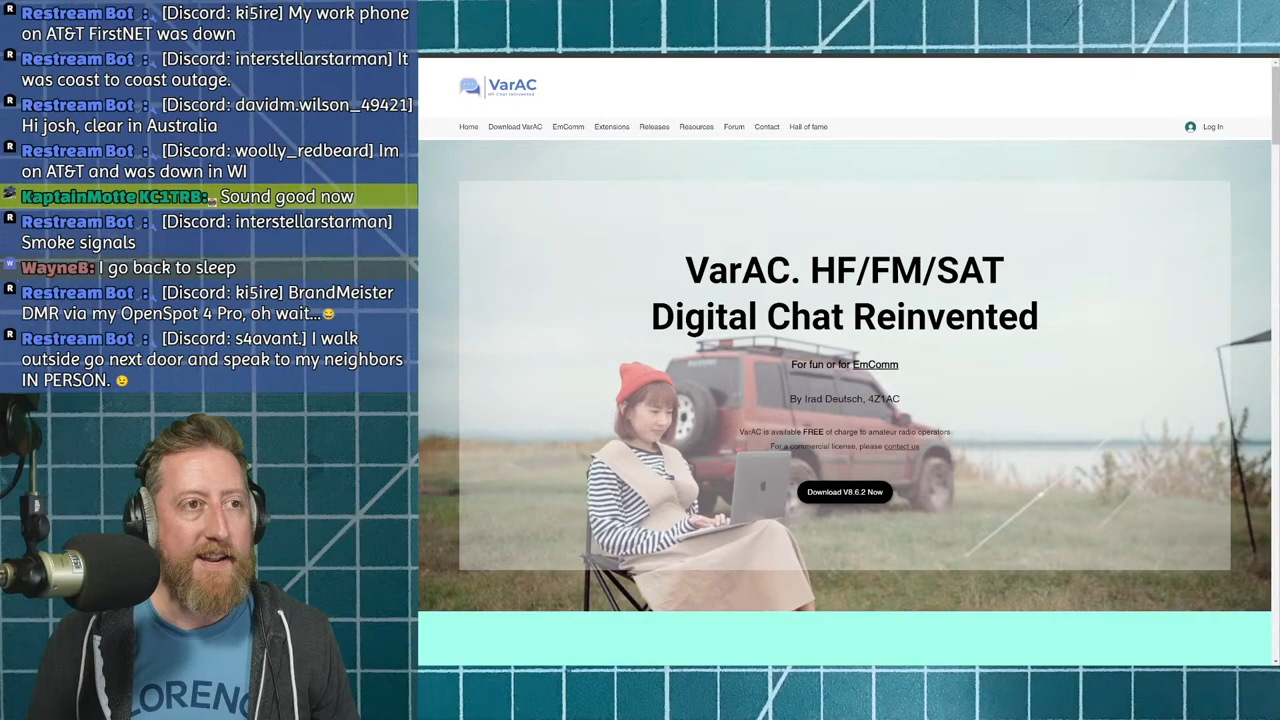 Restream Bot : [Discord: ki5ire] My work phone
on AT&T FirstNET was down
Restream Bot : [Discord: interstellarstarman] It
was coast to coast outage.
Restream Bot : [Discord: davidm.wilson_49421]
Hi josh, clear in Australia
Restream Bot : [Discord: woolly_redbeard] Im
on AT&T and was down in WI
KaptainMotte KC1TRB: Sound good now
Restream Bot : [Discord: interstellarstarman]
Smoke signals
WayneB: I go back to sleep
Restream Bot : [Discord: ki5ire] BrandMeister
DMR via my OpenSpot 4 Pro, oh wait...😂
Restream Bot : [Discord: s4avant.] I walk
outside go next door and speak to my neighbors
IN PERSON. 😉
VarAC
HF Chat Reinvented
Home Download VarAC EmComm Extensions Releases Resources Forum Contact Hall of fame Log In
VarAC. HF/FM/SAT
Digital Chat Reinvented
For fun or for EmComm
By Irad Deutsch, 4Z1AC
VarAC is available FREE of charge to amateur radio operators
For a commercial license, please contact us
Download V8.6.2 Now
LORENC